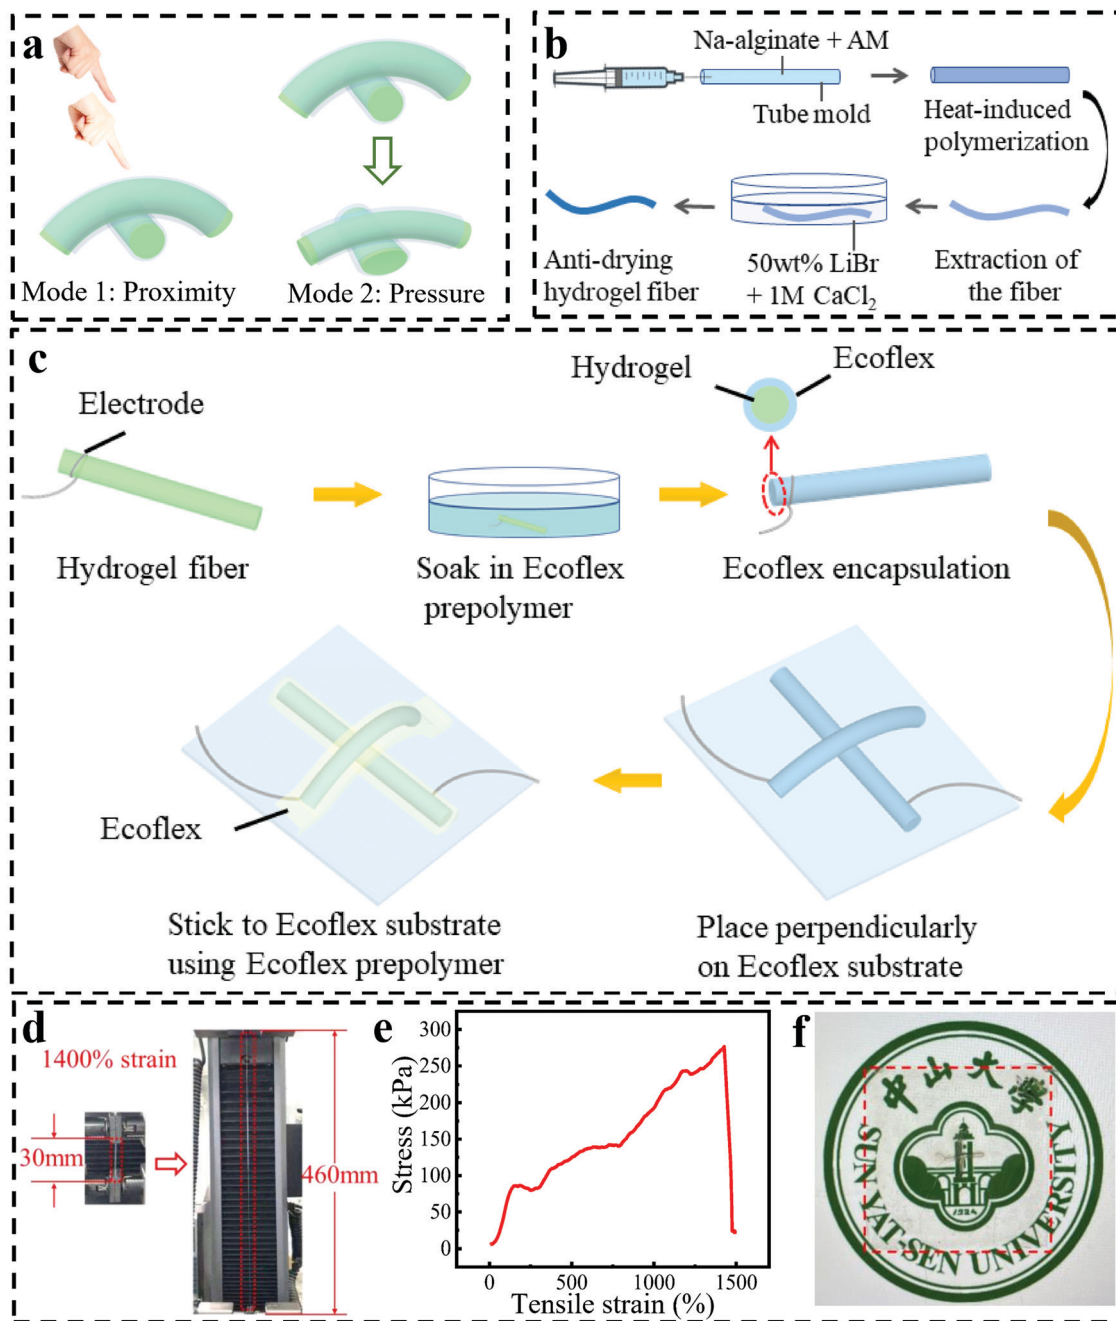 a
Mode 1: Proximity
Mode 2: Pressure
b
Na-alginate + AM
Tube mold
Heat-induced
polymerization
Anti-drying
hydrogel fiber
50wt% LiBr
+ 1M CaCl₂
Extraction of
the fiber
c
Electrode
Hydrogel
Ecoflex
Hydrogel fiber
Soak in Ecoflex
prepolymer
Ecoflex encapsulation
Ecoflex
Stick to Ecoflex substrate
using Ecoflex prepolymer
Place perpendicularly
on Ecoflex substrate
d
1400% strain
30mm
460mm
e
Stress (kPa)
300
250
200
150
100
50
0
0
500
1000
1500
Tensile strain (%)
f
中山大學
1924
SUN YAT-SEN UNIVERSITY